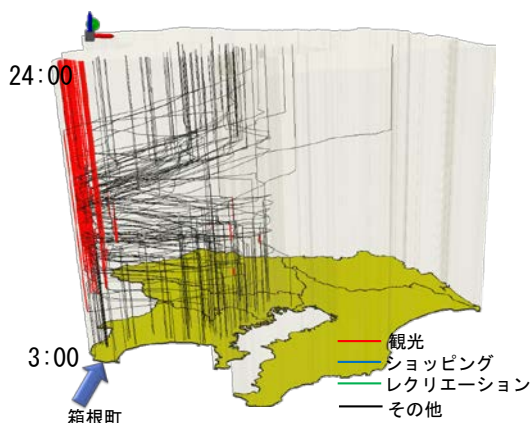 24:00
3:00
箱根町
観光
ショッピング
レクリエーション
その他